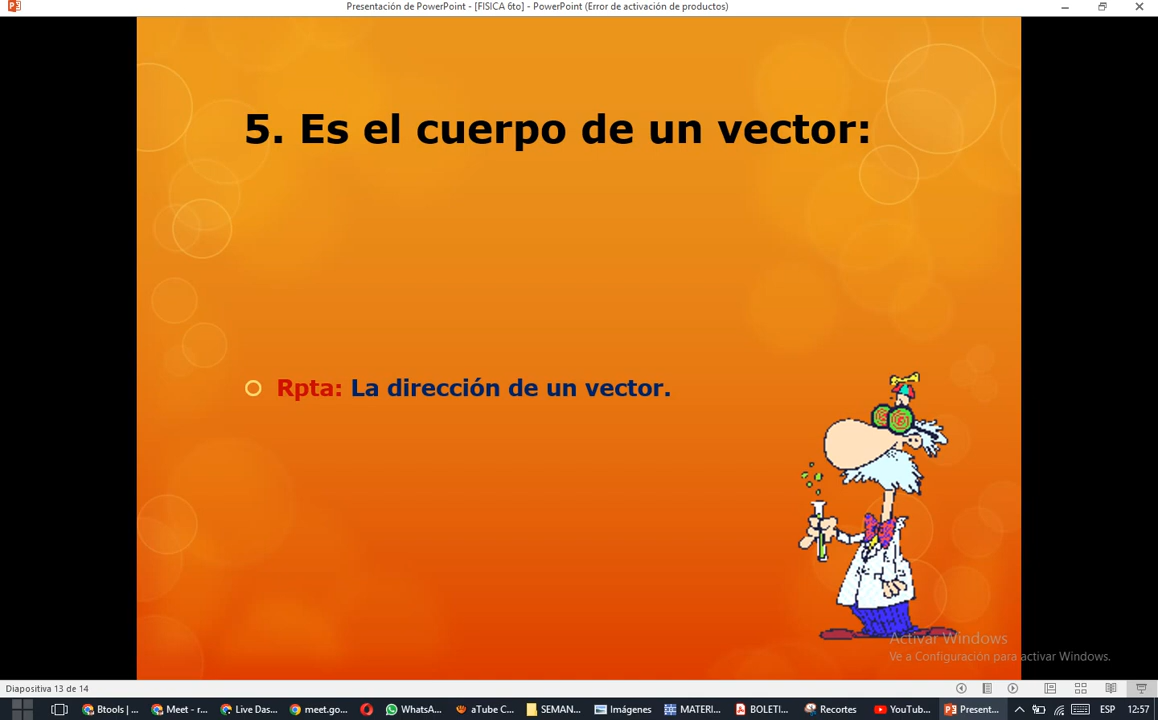 Presentación de PowerPoint - [FISICA 6to] - PowerPoint (Error de activación de productos)
5. Es el cuerpo de un vector:
Rpta: La dirección de un vector.
Activar Windows
Ve a Configuración para activar Windows.
Diapositiva 13 de 14
Btools | ... Meet - r... Live Das... meet.go... WhatsA... aTube C... SEMAN... Imágenes MATERI... BOLETI... Recortes YouTub... Present... ESP 12:57